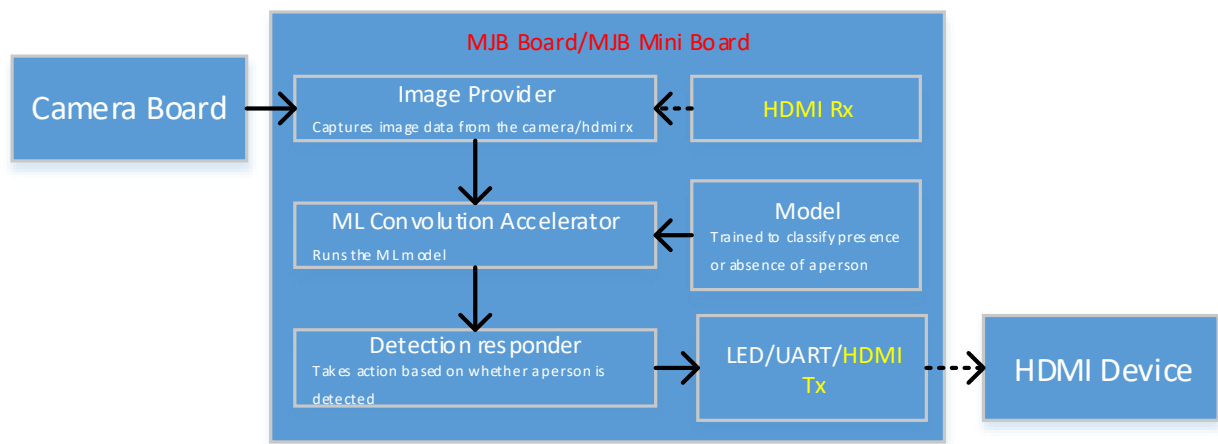 MJB Board/MJB Mini Board
Camera Board
Image Provider
Captures image data from the camera/hdmi rx
HDMI Rx
ML Convolution Accelerator
Runs the ML model
Model
Trained to classify presence
or absence of a person
Detection responder
Takes action based on whether a person is
detected
LED/UART/HDMI
Tx
HDMI Device